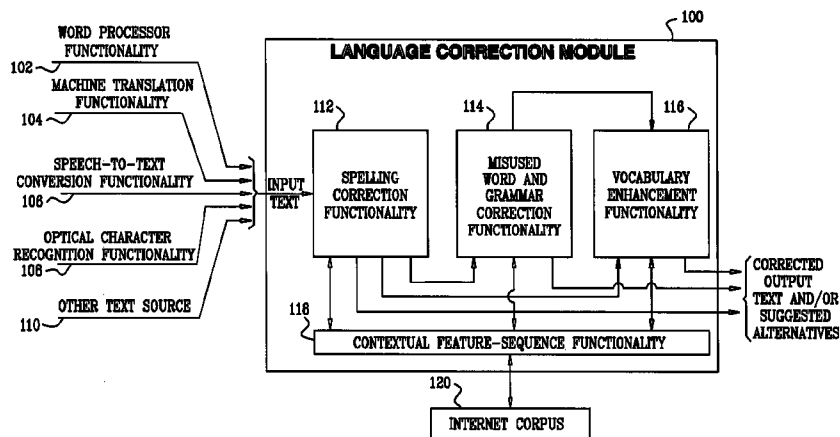 100
LANGUAGE CORRECTION MODULE
WORD PROCESSOR
FUNCTIONALITY
102
MACHINE TRANSLATION
FUNCTIONALITY
104
SPEECH-TO-TEXT
CONVERSION FUNCTIONALITY
106
OPTICAL CHARACTER
RECOGNITION FUNCTIONALITY
108
OTHER TEXT SOURCE
110
INPUT
TEXT
112
SPELLING
CORRECTION
FUNCTIONALITY
114
MISUSED
WORD AND
GRAMMAR
CORRECTION
FUNCTIONALITY
116
VOCABULARY
ENHANCEMENT
FUNCTIONALITY
CORRECTED
OUTPUT
TEXT AND/OR
SUGGESTED
ALTERNATIVES
118
CONTEXTUAL FEATURE-SEQUENCE FUNCTIONALITY
120
INTERNET CORPUS